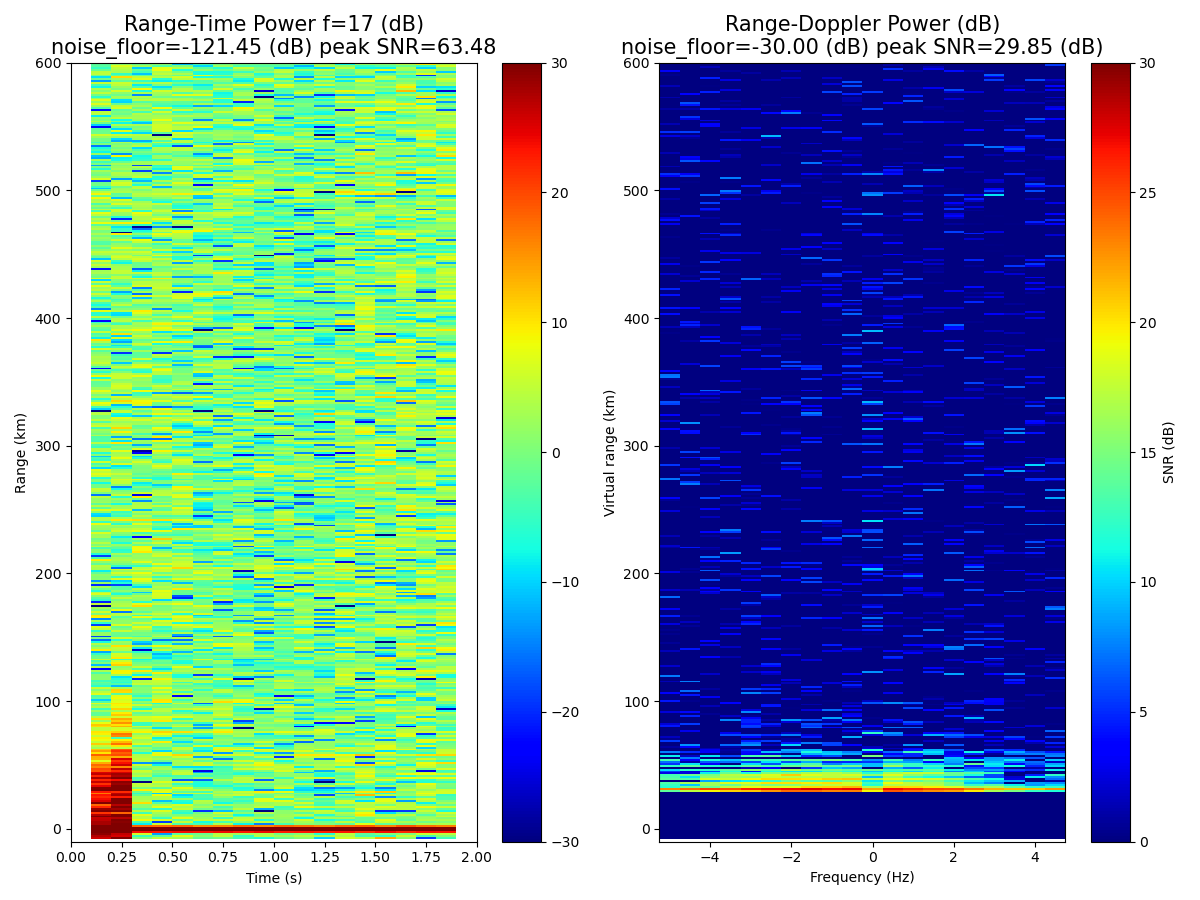 Range-Time Power f=17 (dB)
noise_floor=-121.45 (dB) peak SNR=63.48
600
500
400
300
200
100
0
Range (km)
0.00 0.25 0.50 0.75 1.00 1.25 1.50 1.75 2.00
Time (s)
30
20
10
0
−10
−20
−30
Range-Doppler Power (dB)
noise_floor=-30.00 (dB) peak SNR=29.85 (dB)
600
500
400
300
200
100
0
Virtual range (km)
−4 −2 0 2 4
Frequency (Hz)
30
25
20
15
10
5
0
SNR (dB)